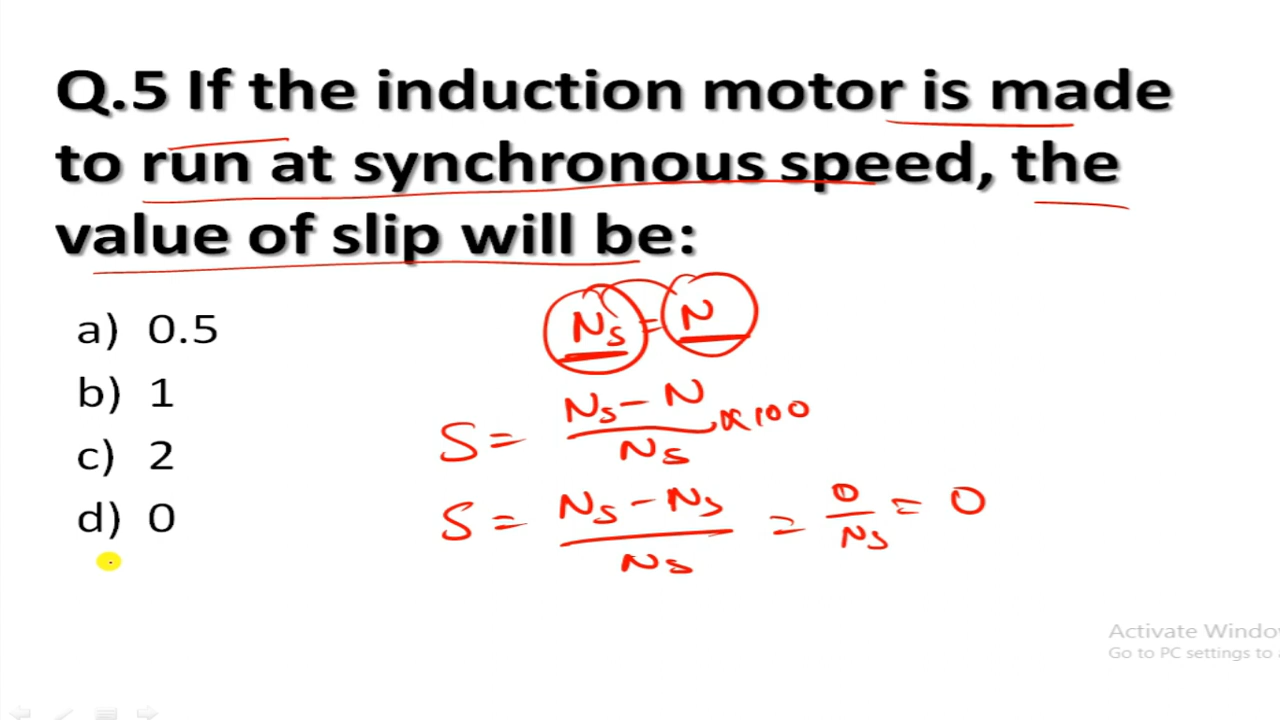 Q.5 If the induction motor is made
to run at synchronous speed, the
value of slip will be:
a) 0.5
b) 1
c) 2
d) 0
Ns = N
S = Ns - N / Ns × 100
S = Ns - Ns / Ns = 0 / Ns = 0
Activate Windo
Go to PC settings to